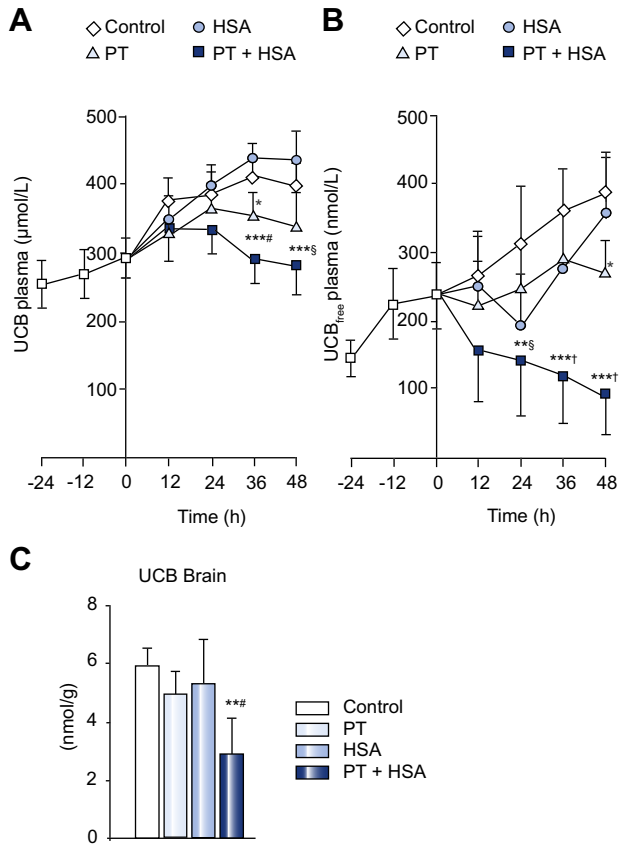 A
Control
HSA
PT
PT + HSA
UCB plasma (µmol/L)
500
400
300
200
100
*
***#
***§
-24 -12 0 12 24 36 48
Time (h)
B
Control
HSA
PT
PT + HSA
UCBfree plasma (nmol/L)
500
400
300
200
100
*
**§
***†
***†
-24 -12 0 12 24 36 48
Time (h)
C
UCB Brain
(nmol/g)
8
6
4
2
0
**#
Control
PT
HSA
PT + HSA